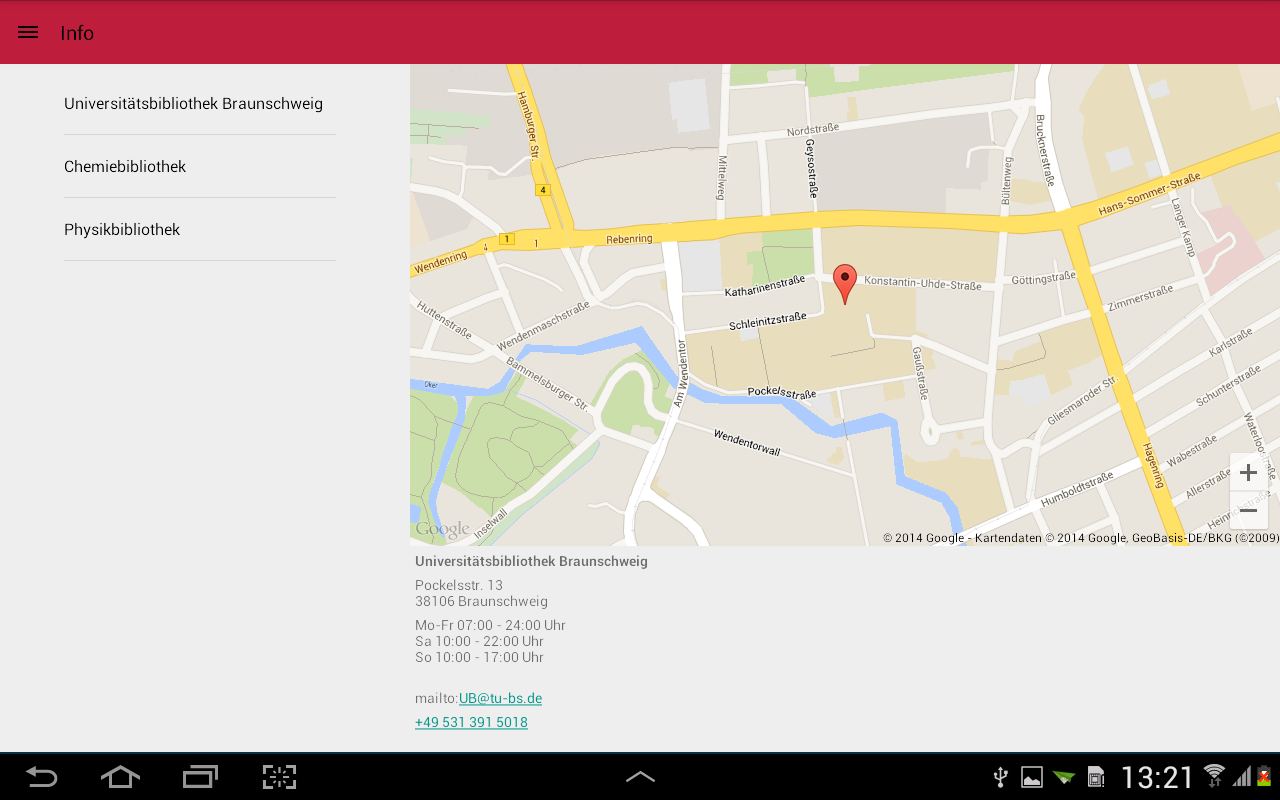 Info
Universitätsbibliothek Braunschweig
Chemiebibliothek
Physikbibliothek
Hamburger Str.
4
Nordstraße
Mittelweg
Geysostraße
Bültenweg
Brucknerstraße
Hans-Sommer-Straße
Langer Kamp
Wendenring
4
1
1
Rebenring
Katharinenstraße
Konstantin-Uhde-Straße
Göttingstraße
Zimmerstraße
Huttenstraße
Wendenmaschstraße
Schleinitzstraße
Karlstraße
Bammelsburger Str.
Oker
Am Wendentor
Pockelsstraße
Gaußstraße
Gliesmaroder Str.
Schunterstraße
Wendentorwall
Waterloostraße
Wabestraße
Hagenring
Allerstraße
Humboldtstraße
Heinrichstraße
Inselwall
Google
+
−
© 2014 Google - Kartendaten © 2014 Google, GeoBasis-DE/BKG (©2009)
Universitätsbibliothek Braunschweig
Pockelsstr. 13
38106 Braunschweig
Mo-Fr 07:00 - 24:00 Uhr
Sa 10:00 - 22:00 Uhr
So 10:00 - 17:00 Uhr
mailto:UB@tu-bs.de
+49 531 391 5018
13:21